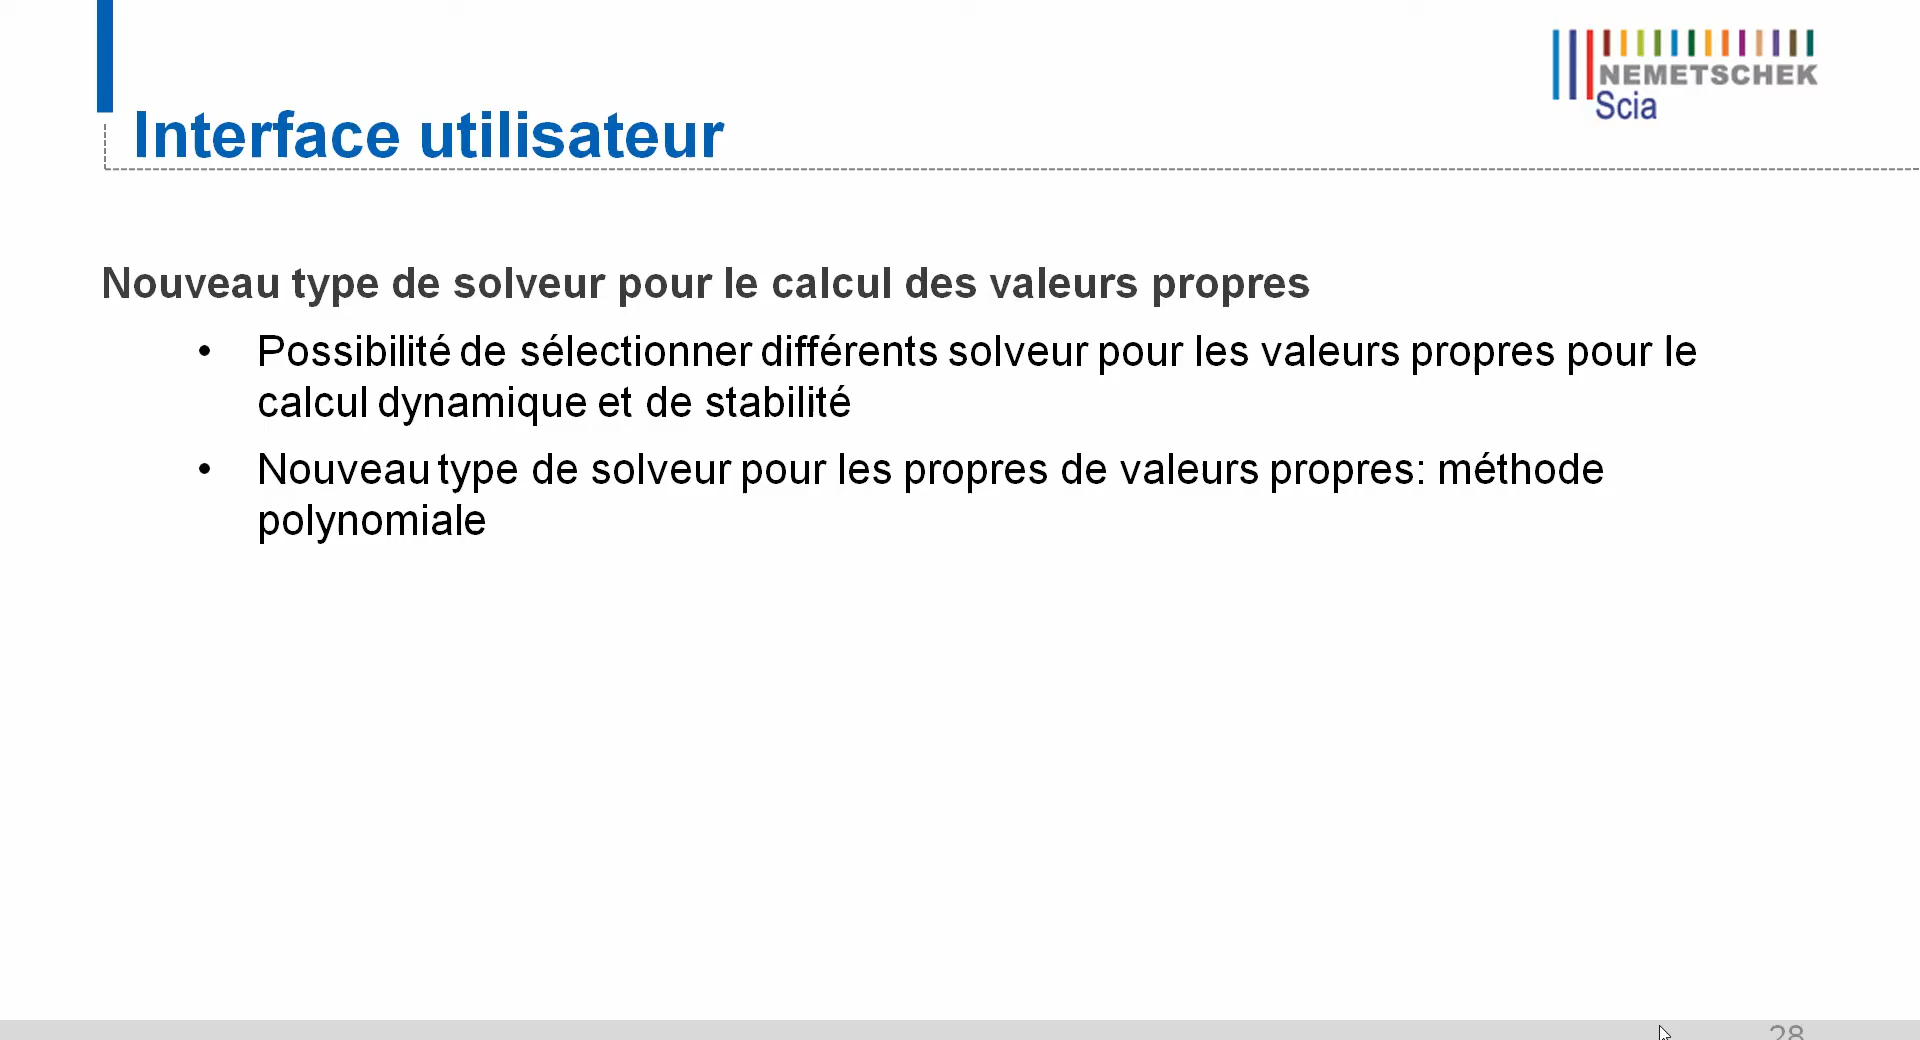 NEMETSCHEK
Scia
Interface utilisateur
Nouveau type de solveur pour le calcul des valeurs propres
• Possibilité de sélectionner différents solveur pour les valeurs propres pour le
calcul dynamique et de stabilité
• Nouveau type de solveur pour les propres de valeurs propres: méthode
polynomiale
28